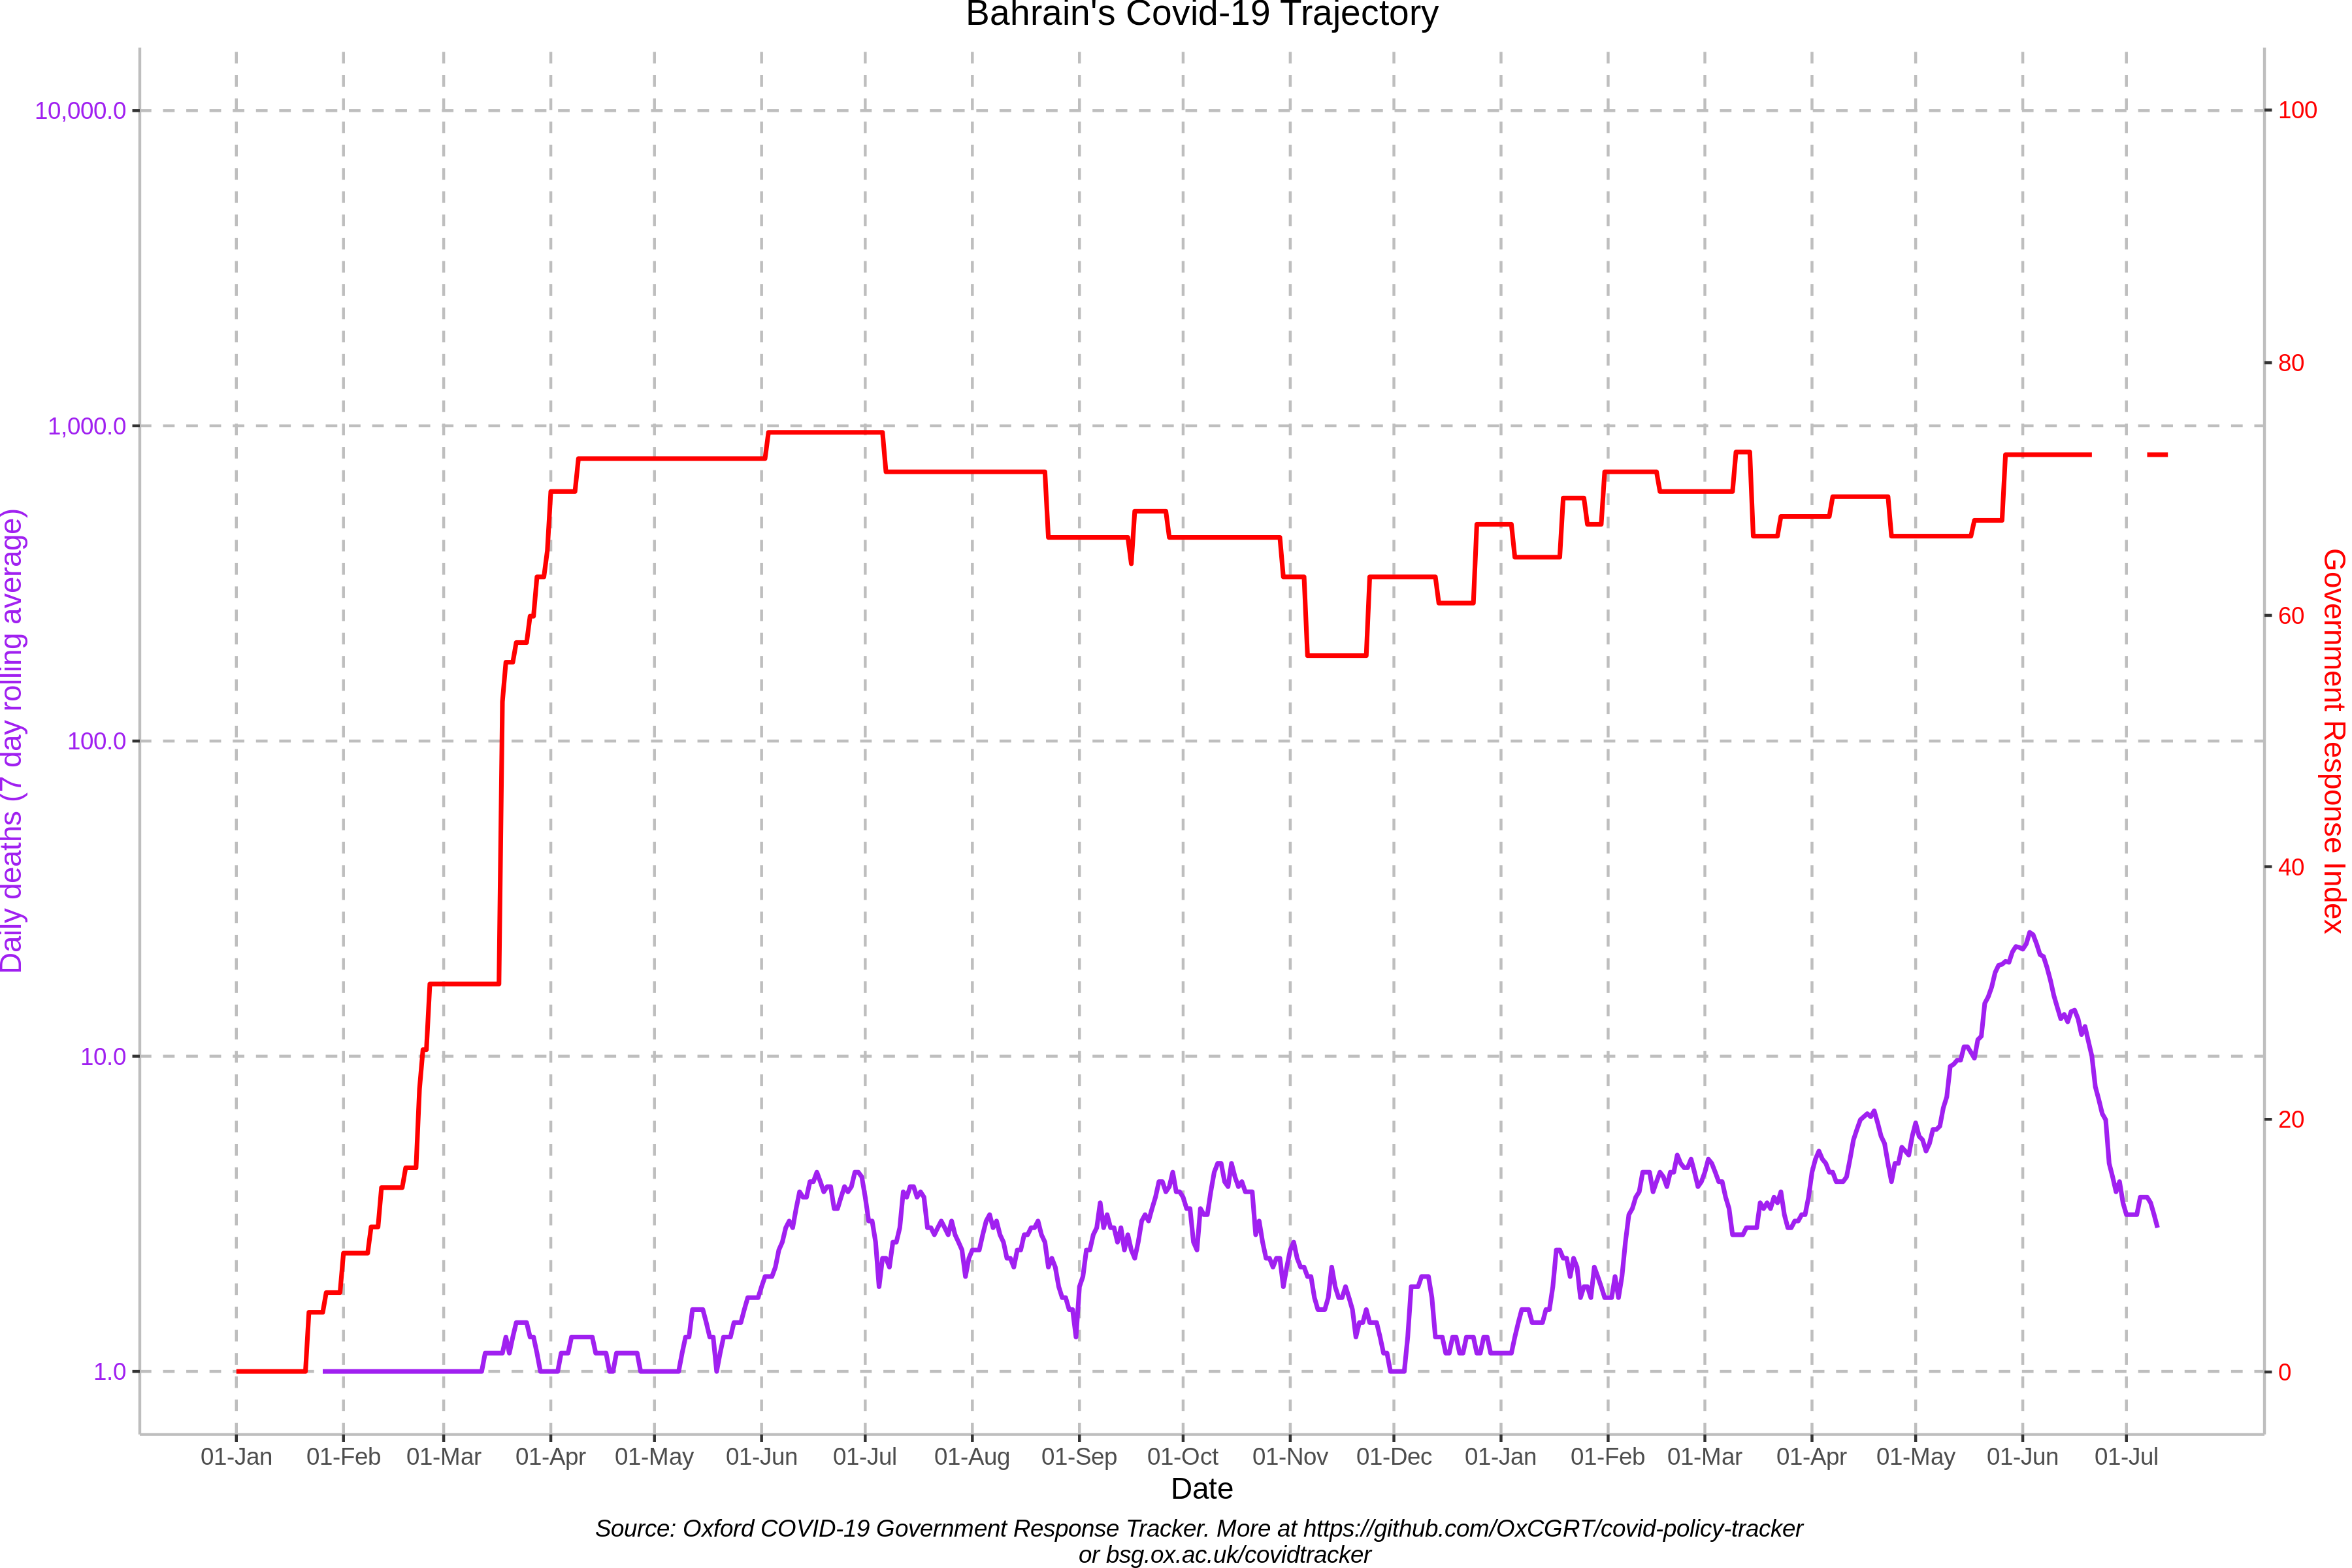 Bahrain's Covid-19 Trajectory
10,000.0
1,000.0
100.0
10.0
1.0
Daily deaths (7 day rolling average)
100
80
60
40
20
0
Government Response Index
01-Jan 01-Feb 01-Mar 01-Apr 01-May 01-Jun 01-Jul 01-Aug 01-Sep 01-Oct 01-Nov 01-Dec 01-Jan 01-Feb 01-Mar 01-Apr 01-May 01-Jun 01-Jul
Date
Source: Oxford COVID-19 Government Response Tracker. More at https://github.com/OxCGRT/covid-policy-tracker
or bsg.ox.ac.uk/covidtracker